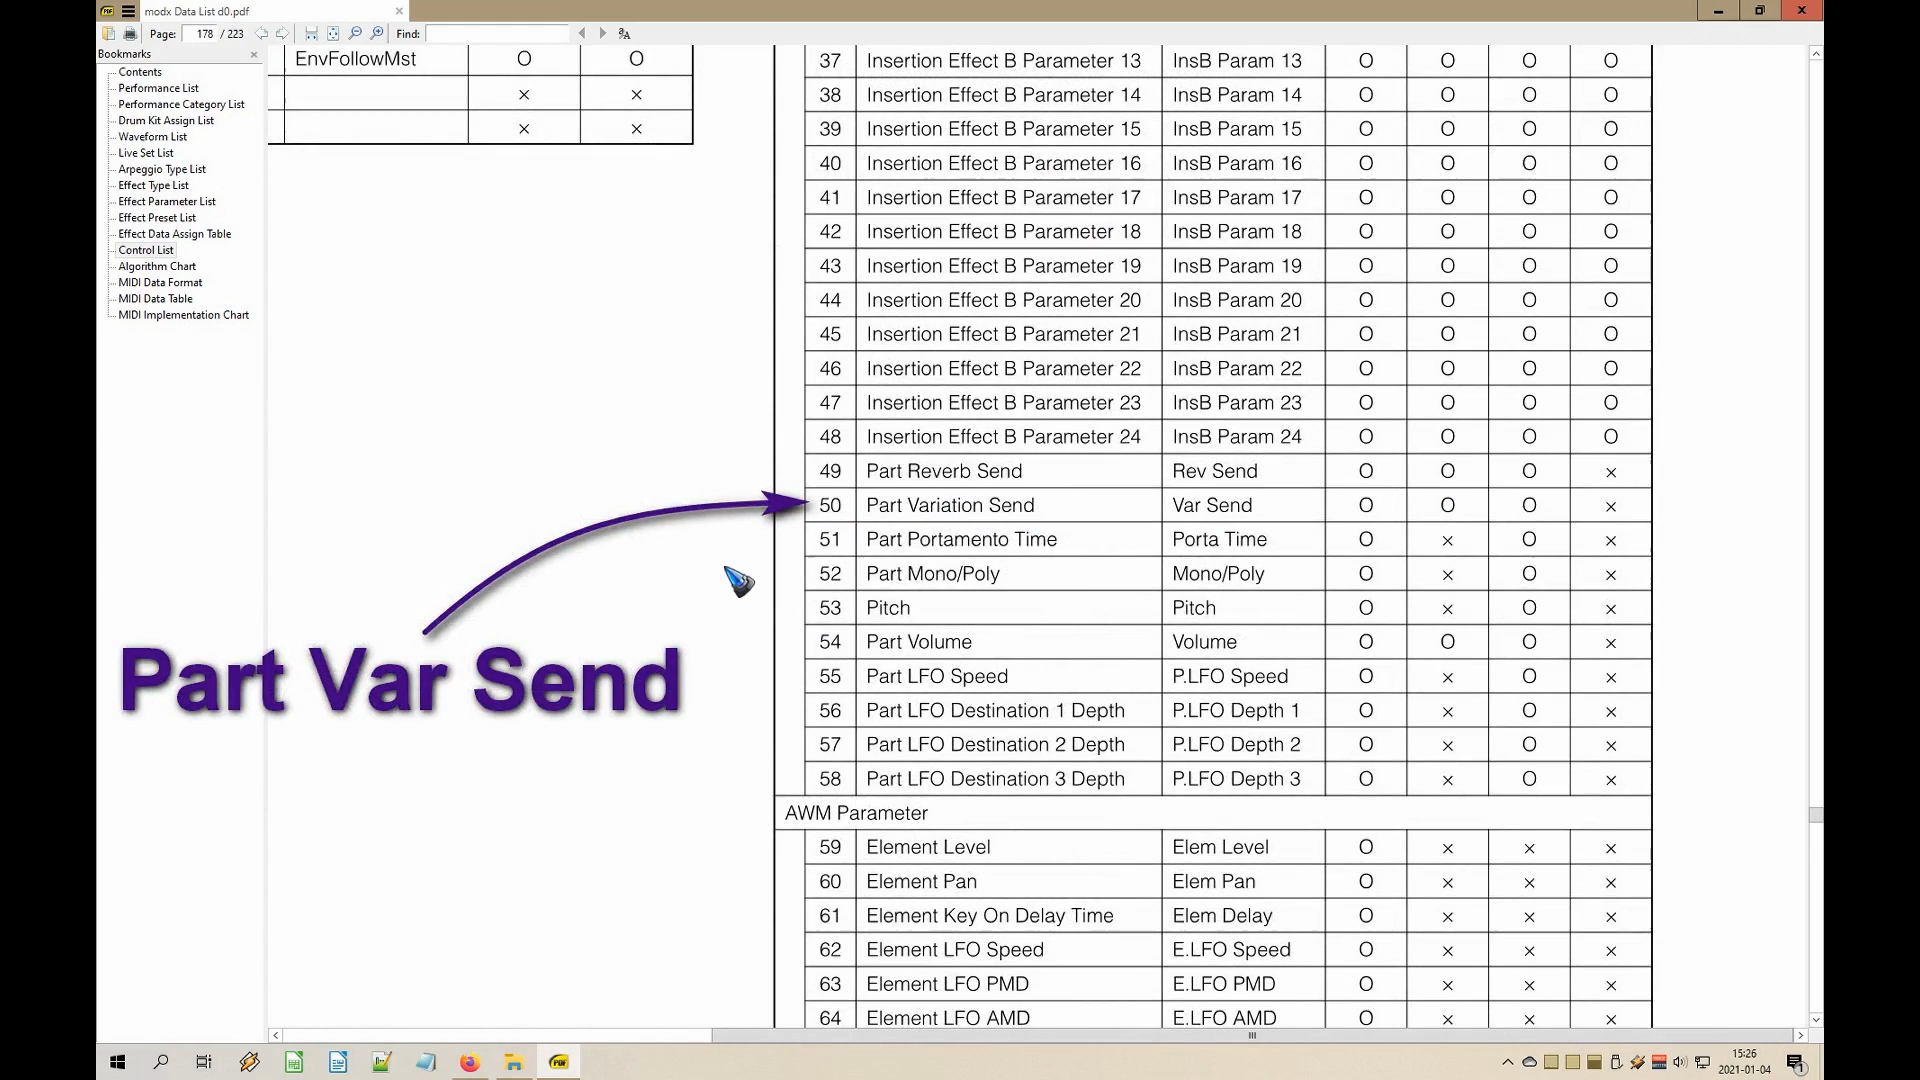 modx Data List d0.pdf
Page: 178 / 223 Find:
Bookmarks
Contents
Performance List
Performance Category List
Drum Kit Assign List
Waveform List
Live Set List
Arpeggio Type List
Effect Type List
Effect Parameter List
Effect Preset List
Effect Data Assign Table
Control List
Algorithm Chart
MIDI Data Format
MIDI Data Table
MIDI Implementation Chart
EnvFollowMst O O
× ×
× ×
Part Var Send
37 Insertion Effect B Parameter 13 InsB Param 13 O O O O
38 Insertion Effect B Parameter 14 InsB Param 14 O O O O
39 Insertion Effect B Parameter 15 InsB Param 15 O O O O
40 Insertion Effect B Parameter 16 InsB Param 16 O O O O
41 Insertion Effect B Parameter 17 InsB Param 17 O O O O
42 Insertion Effect B Parameter 18 InsB Param 18 O O O O
43 Insertion Effect B Parameter 19 InsB Param 19 O O O O
44 Insertion Effect B Parameter 20 InsB Param 20 O O O O
45 Insertion Effect B Parameter 21 InsB Param 21 O O O O
46 Insertion Effect B Parameter 22 InsB Param 22 O O O O
47 Insertion Effect B Parameter 23 InsB Param 23 O O O O
48 Insertion Effect B Parameter 24 InsB Param 24 O O O O
49 Part Reverb Send Rev Send O O O ×
50 Part Variation Send Var Send O O O ×
51 Part Portamento Time Porta Time O × O ×
52 Part Mono/Poly Mono/Poly O × O ×
53 Pitch Pitch O × O ×
54 Part Volume Volume O O O ×
55 Part LFO Speed P.LFO Speed O × O ×
56 Part LFO Destination 1 Depth P.LFO Depth 1 O × O ×
57 Part LFO Destination 2 Depth P.LFO Depth 2 O × O ×
58 Part LFO Destination 3 Depth P.LFO Depth 3 O × O ×
AWM Parameter
59 Element Level Elem Level O × × ×
60 Element Pan Elem Pan O × × ×
61 Element Key On Delay Time Elem Delay O × × ×
62 Element LFO Speed E.LFO Speed O × × ×
63 Element LFO PMD E.LFO PMD O × × ×
64 Element LFO AMD E.LFO AMD O × × ×
PDF
15:26
2021-01-04
1